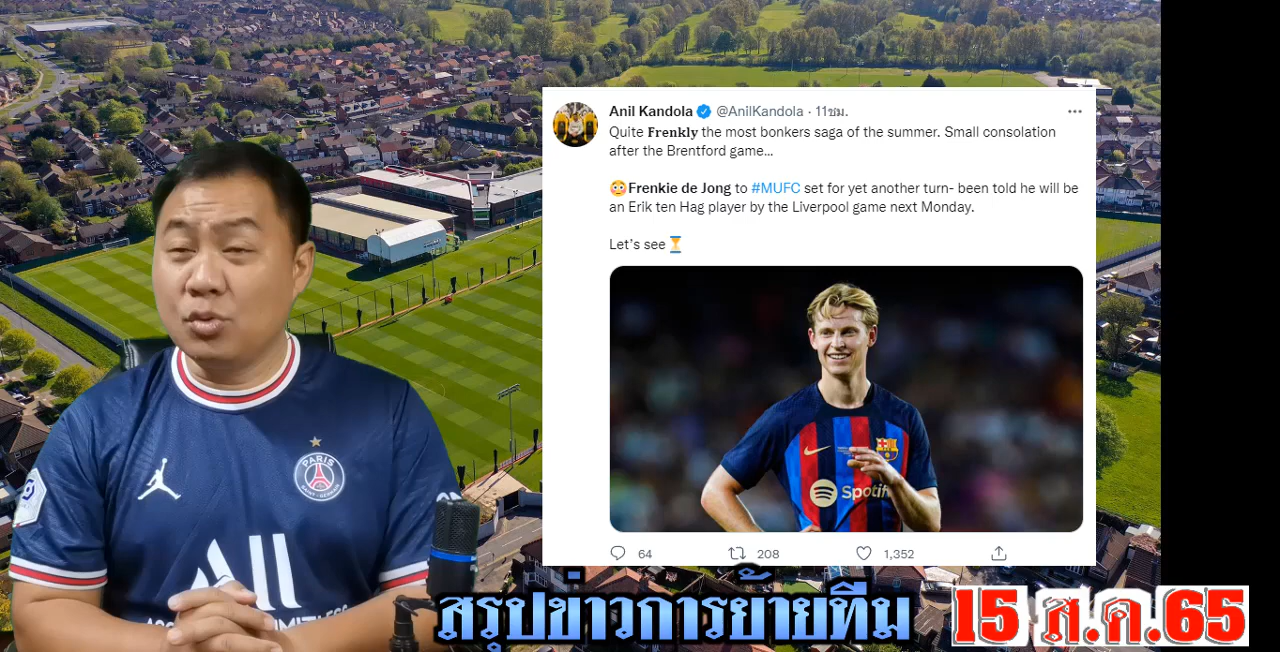 Anil Kandola @AnilKandola · 11ชม.
Quite Frenkly the most bonkers saga of the summer. Small consolation
after the Brentford game...
😳Frenkie de Jong to #MUFC set for yet another turn- been told he will be
an Erik ten Hag player by the Liverpool game next Monday.
Let's see⏳
Spotify
64 208 1,352
PARIS
SAINT-GERMAIN
ALL
สรุปข่าวการย้ายทีม 15 ส.ค.65